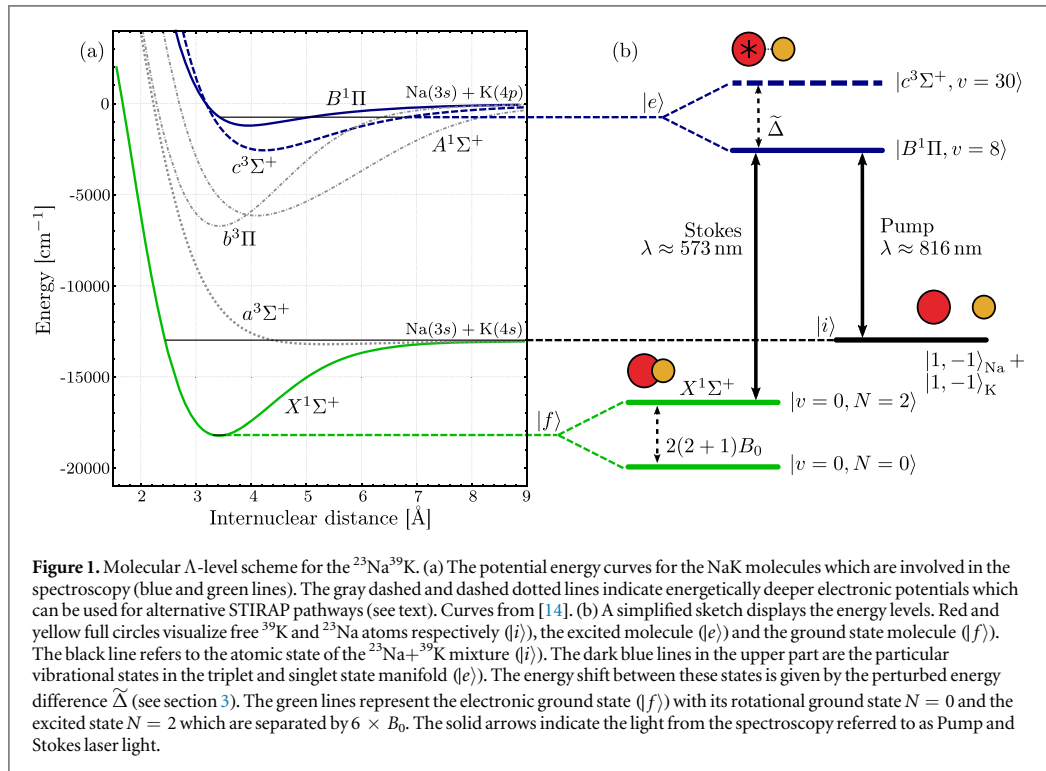 (a)
0
-5000
-10000
-15000
-20000
Energy [cm⁻¹]
2 3 4 5 6 7 8 9
Internuclear distance [Å]
B¹Π
Na(3s) + K(4p)
c³Σ⁺
A¹Σ⁺
b³Π
a³Σ⁺
Na(3s) + K(4s)
X¹Σ⁺
(b)
|e⟩
|c³Σ⁺, v = 30⟩
Δ̃
|B¹Π, v = 8⟩
Stokes
λ ≈ 573 nm
Pump
λ ≈ 816 nm
|i⟩
|1, −1⟩_Na +
|1, −1⟩_K
X¹Σ⁺
|f⟩
|v = 0, N = 2⟩
2(2 + 1)B₀
|v = 0, N = 0⟩
Figure 1. Molecular Λ-level scheme for the ²³Na³⁹K. (a) The potential energy curves for the NaK molecules which are involved in the
spectroscopy (blue and green lines). The gray dashed and dashed dotted lines indicate energetically deeper electronic potentials which
can be used for alternative STIRAP pathways (see text). Curves from [14]. (b) A simplified sketch displays the energy levels. Red and
yellow full circles visualize free ³⁹K and ²³Na atoms respectively (|i⟩), the excited molecule (|e⟩) and the ground state molecule (|f⟩).
The black line refers to the atomic state of the ²³Na+³⁹K mixture (|i⟩). The dark blue lines in the upper part are the particular
vibrational states in the triplet and singlet state manifold (|e⟩). The energy shift between these states is given by the perturbed energy
difference Δ̃ (see section 3). The green lines represent the electronic ground state (|f⟩) with its rotational ground state N = 0 and the
excited state N = 2 which are separated by 6 × B₀. The solid arrows indicate the light from the spectroscopy referred to as Pump and
Stokes laser light.